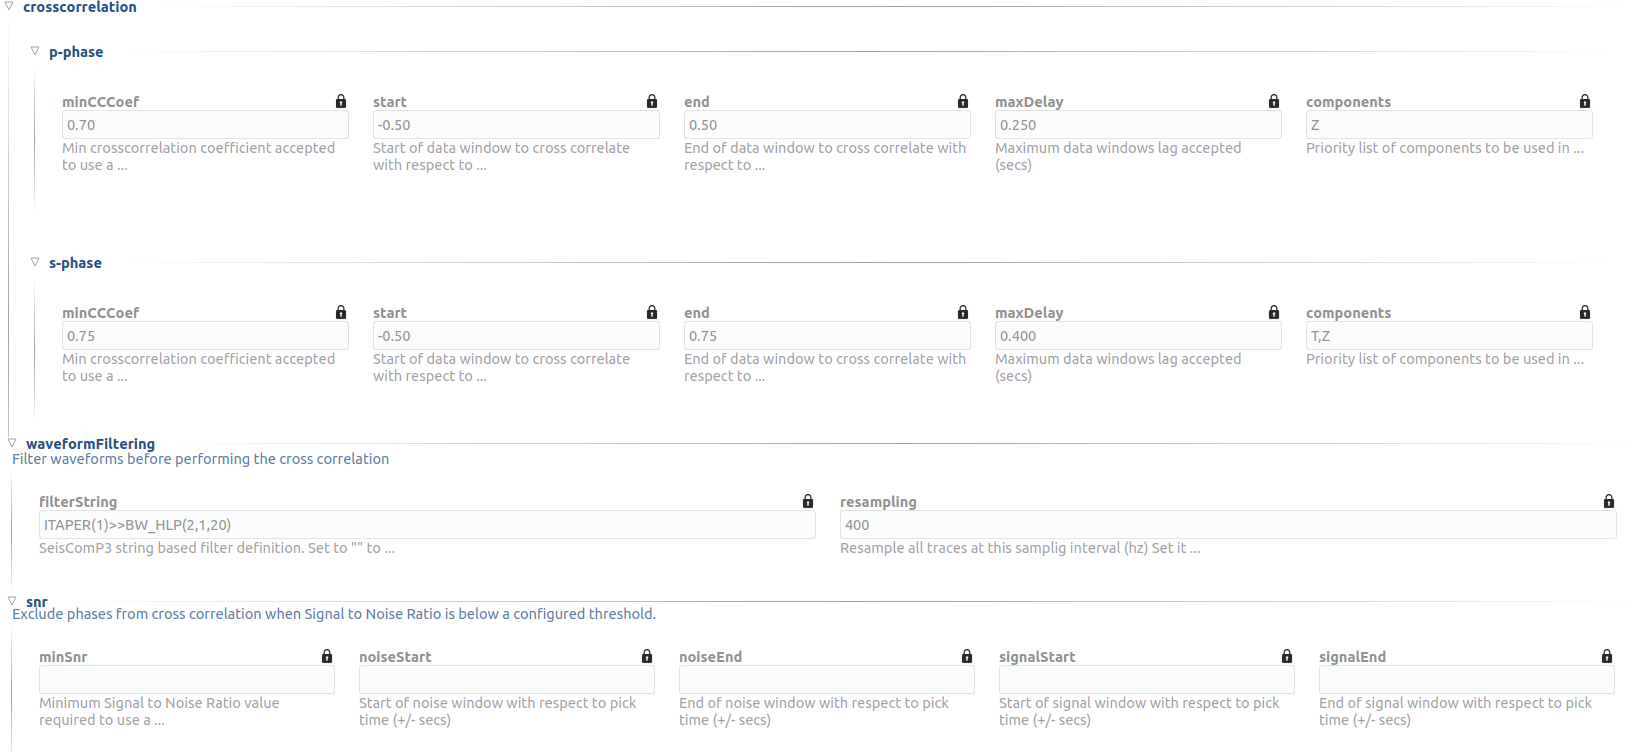 crosscorrelation
p-phase
minCCCoef start end maxDelay components
0.70 -0.50 0.50 0.250 Z
Min crosscorrelation coefficient accepted Start of data window to cross correlate End of data window to cross correlate with Maximum data windows lag accepted Priority list of components to be used in ...
to use a ... with respect to ... respect to ... (secs)
s-phase
minCCCoef start end maxDelay components
0.75 -0.50 0.75 0.400 T,Z
Min crosscorrelation coefficient accepted Start of data window to cross correlate End of data window to cross correlate with Maximum data windows lag accepted Priority list of components to be used in ...
to use a ... with respect to ... respect to ... (secs)
waveformFiltering
Filter waveforms before performing the cross correlation
filterString resampling
ITAPER(1)>>BW_HLP(2,1,20) 400
SeisComP3 string based filter definition. Set to "" to ... Resample all traces at this samplig interval (hz) Set it ...
snr
Exclude phases from cross correlation when Signal to Noise Ratio is below a configured threshold.
minSnr noiseStart noiseEnd signalStart signalEnd
Minimum Signal to Noise Ratio value Start of noise window with respect to pick End of noise window with respect to pick Start of signal window with respect to pick End of signal window with respect to pick
required to use a ... time (+/- secs) time (+/- secs) time (+/- secs) time (+/- secs)